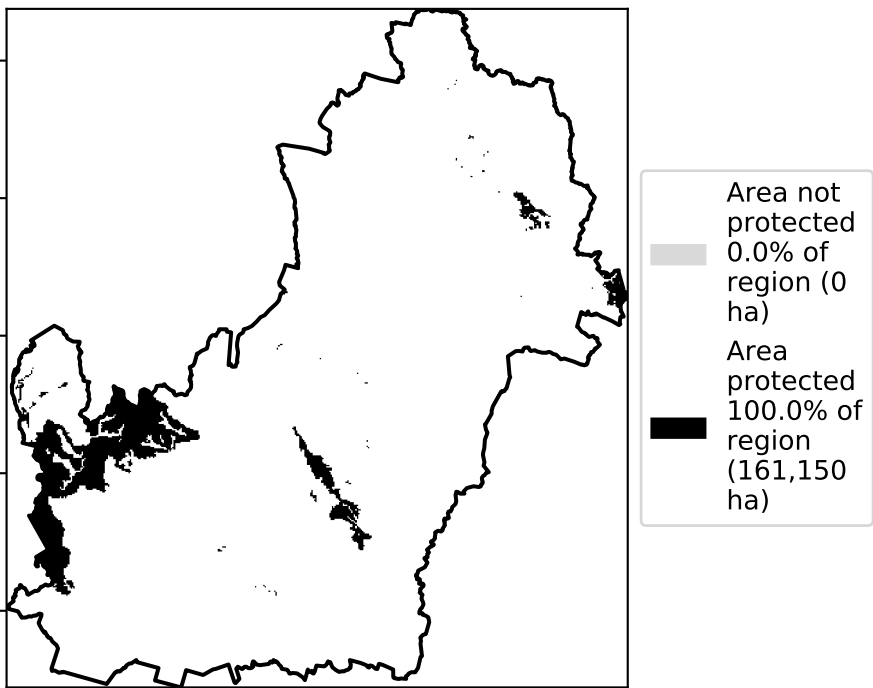 Area not
protected
0.0% of
region (0
ha)
Area
protected
100.0% of
region
(161,150
ha)